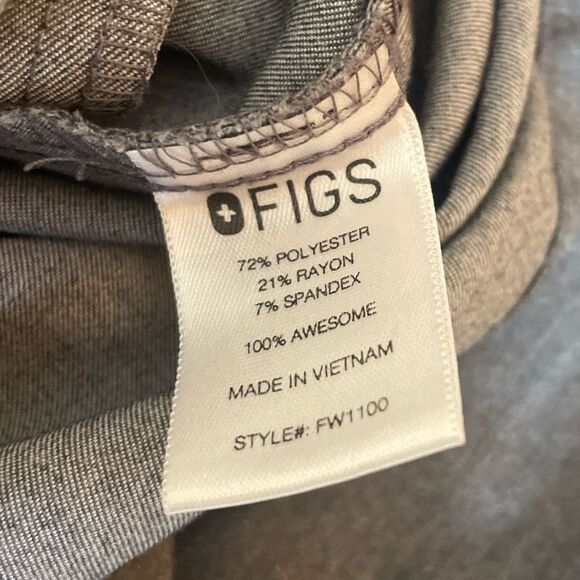 FIGS
72% POLYESTER
21% RAYON
7% SPANDEX
100% AWESOME
MADE IN VIETNAM
STYLE#: FW1100